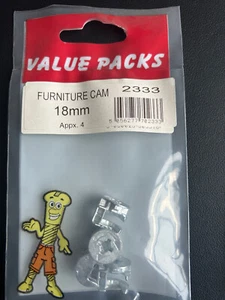 VALUE PACKS
FURNITURE CAM
2333
18mm
Appx. 4